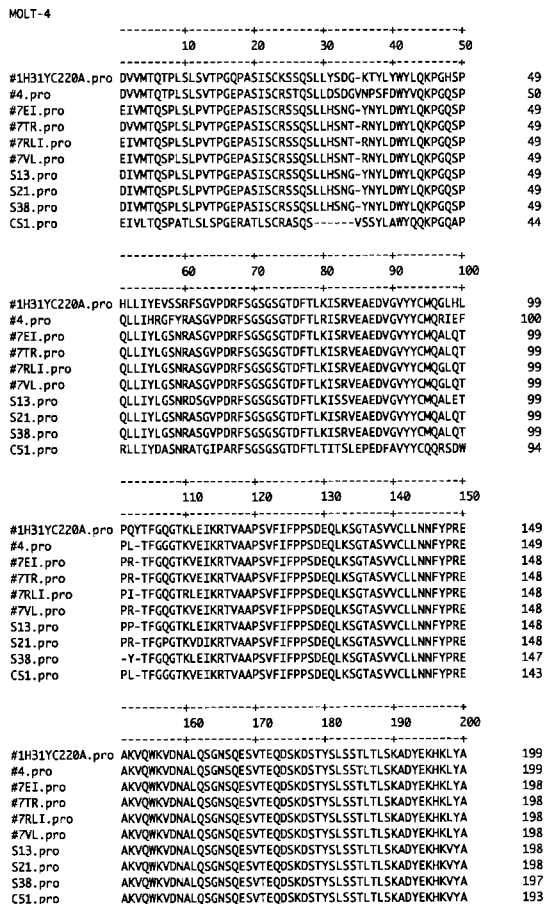 MOLT-4
---------+---------+---------+---------+---------+
10 20 30 40 50
---------+---------+---------+---------+---------+
#1H31YC220A.pro DVVMTQTPLSLSVTPGQPASISCKSSQSLLYSDG-KTYLYWYLQKPGHSP 49
#4.pro DVVMTQTPLSLSVTPGEPASISCRSTQSLLDSDGVNPSFDWYVQKPGQSP 50
#7EI.pro EIVMTQSPLSLPVTPGEPASISCRSSQSLLHSNG-YNYLDWYLQKPGQSP 49
#7TR.pro EIVMTQSPLSLPVTPGEPASISCRSSQSLLHSNT-RNYLDWYLQKPGQSP 49
#7RLI.pro EIVMTQSPLSLPVTPGEPASISCRSSQSLLHSNT-RNYLDWYLQKPGQSP 49
#7VL.pro EIVMTQSPLSLPVTPGEPASISCRSSQSLLHSNG-YNYLDWYLQKPGQSP 49
S13.pro DIVMTQSPLSLPVTPGEPASISCRSSQSLLHSNG-YNYLDWYLQKPGQSP 49
S21.pro DIVMTQSPLSLPVTPGEPASISCRSSQSLLHSNG-YNYLDWYLQKPGQSP 49
S38.pro DIVMTQSPLSLPVTPGEPASISCRSSQSLLHSNG-YNYLDWYLQKPGQSP 49
CS1.pro EIVLTQSPATLSLSPGERATLSCRASQS------VSSYLAWYQQKPGQAP 44
---------+---------+---------+---------+---------+
60 70 80 90 100
---------+---------+---------+---------+---------+
#1H31YC220A.pro HLLIYEVSSRFSGVPDRFSGSGSGTDFTLKISRVEAEDVGVYYCMQGLHL 99
#4.pro QLLIHRGFYRASGVPDRFSGSGSGTDFTLRISRVEAEDVGVYYCMQRIEF 100
#7EI.pro QLLIYLGSNRASGVPDRFSGSGSGTDFTLKISRVEAEDVGVYYCMQALQT 99
#7TR.pro QLLIYLGSNRASGVPDRFSGSGSGTDFTLKISRVEAEDVGVYYCMQALQT 99
#7RLI.pro QLLIYLGSNRASGVPDRFSGSGSGTDFTLKISRVEAEDVGVYYCMQGLQT 99
#7VL.pro QLLIYLGSNRASGVPDRFSGSGSGTDFTLKISRVEAEDVGVYYCMQGLQT 99
S13.pro QLLIYLGSNRDSGVPDRFSGSGSGTDFTLKISSVEAEDVGVYYCMQALET 99
S21.pro QLLIYLGSNRASGVPDRFSGSGSGTDFTLKISRVEAEDVGVYYCMQALQT 99
S38.pro QLLIYLGSNRASGVPDRFSGSGSGTDFTLKISRVEAEDVGVYYCMQALQT 99
CS1.pro RLLIYDASNRATGIPARFSGSGSGTDFTLTITSLEPEDFAVYYCQQRSDW 94
---------+---------+---------+---------+---------+
110 120 130 140 150
---------+---------+---------+---------+---------+
#1H31YC220A.pro PQYTFGQGTKLEIKRTVAAPSVFIFPPSDEQLKSGTASVVCLLNNFYPRE 149
#4.pro PL-TFGGGTKVEIKRTVAAPSVFIFPPSDEQLKSGTASVVCLLNNFYPRE 149
#7EI.pro PR-TFGQGTKVEIKRTVAAPSVFIFPPSDEQLKSGTASVVCLLNNFYPRE 148
#7TR.pro PR-TFGQGTKVEIKRTVAAPSVFIFPPSDEQLKSGTASVVCLLNNFYPRE 148
#7RLI.pro PI-TFGQGTRLEIKRTVAAPSVFIFPPSDEQLKSGTASVVCLLNNFYPRE 148
#7VL.pro PR-TFGQGTKVEIKRTVAAPSVFIFPPSDEQLKSGTASVVCLLNNFYPRE 148
S13.pro PP-TFGQGTKVEIKRTVAAPSVFIFPPSDEQLKSGTASVVCLLNNFYPRE 148
S21.pro PR-TFGPGTKVDIKRTVAAPSVFIFPPSDEQLKSGTASVVCLLNNFYPRE 148
S38.pro -Y-TFGQGTKLEIKRTVAAPSVFIFPPSDEQLKSGTASVVCLLNNFYPRE 147
CS1.pro PL-TFGGGTKVEIKRTVAAPSVFIFPPSDEQLKSGTASVVCLLNNFYPRE 143
---------+---------+---------+---------+---------+
160 170 180 190 200
---------+---------+---------+---------+---------+
#1H31YC220A.pro AKVQWKVDNALQSGNSQESVTEQDSKDSTYSLSSTLTLSKADYEKHKLYA 199
#4.pro AKVQWKVDNALQSGNSQESVTEQDSKDSTYSLSSTLTLSKADYEKHKLYA 199
#7EI.pro AKVQWKVDNALQSGNSQESVTEQDSKDSTYSLSSTLTLSKADYEKHKLYA 198
#7TR.pro AKVQWKVDNALQSGNSQESVTEQDSKDSTYSLSSTLTLSKADYEKHKLYA 198
#7RLI.pro AKVQWKVDNALQSGNSQESVTEQDSKDSTYSLSSTLTLSKADYEKHKLYA 198
#7VL.pro AKVQWKVDNALQSGNSQESVTEQDSKDSTYSLSSTLTLSKADYEKHKLYA 198
S13.pro AKVQWKVDNALQSGNSQESVTEQDSKDSTYSLSSTLTLSKADYEKHKVYA 198
S21.pro AKVQWKVDNALQSGNSQESVTEQDSKDSTYSLSSTLTLSKADYEKHKLYA 198
S38.pro AKVQWKVDNALQSGNSQESVTEQDSKDSTYSLSSTLTLSKADYEKHKVYA 197
CS1.pro AKVQWKVDNALQSGNSQESVTEQDSKDSTYSLSSTLTLSKADYEKHKVYA 193